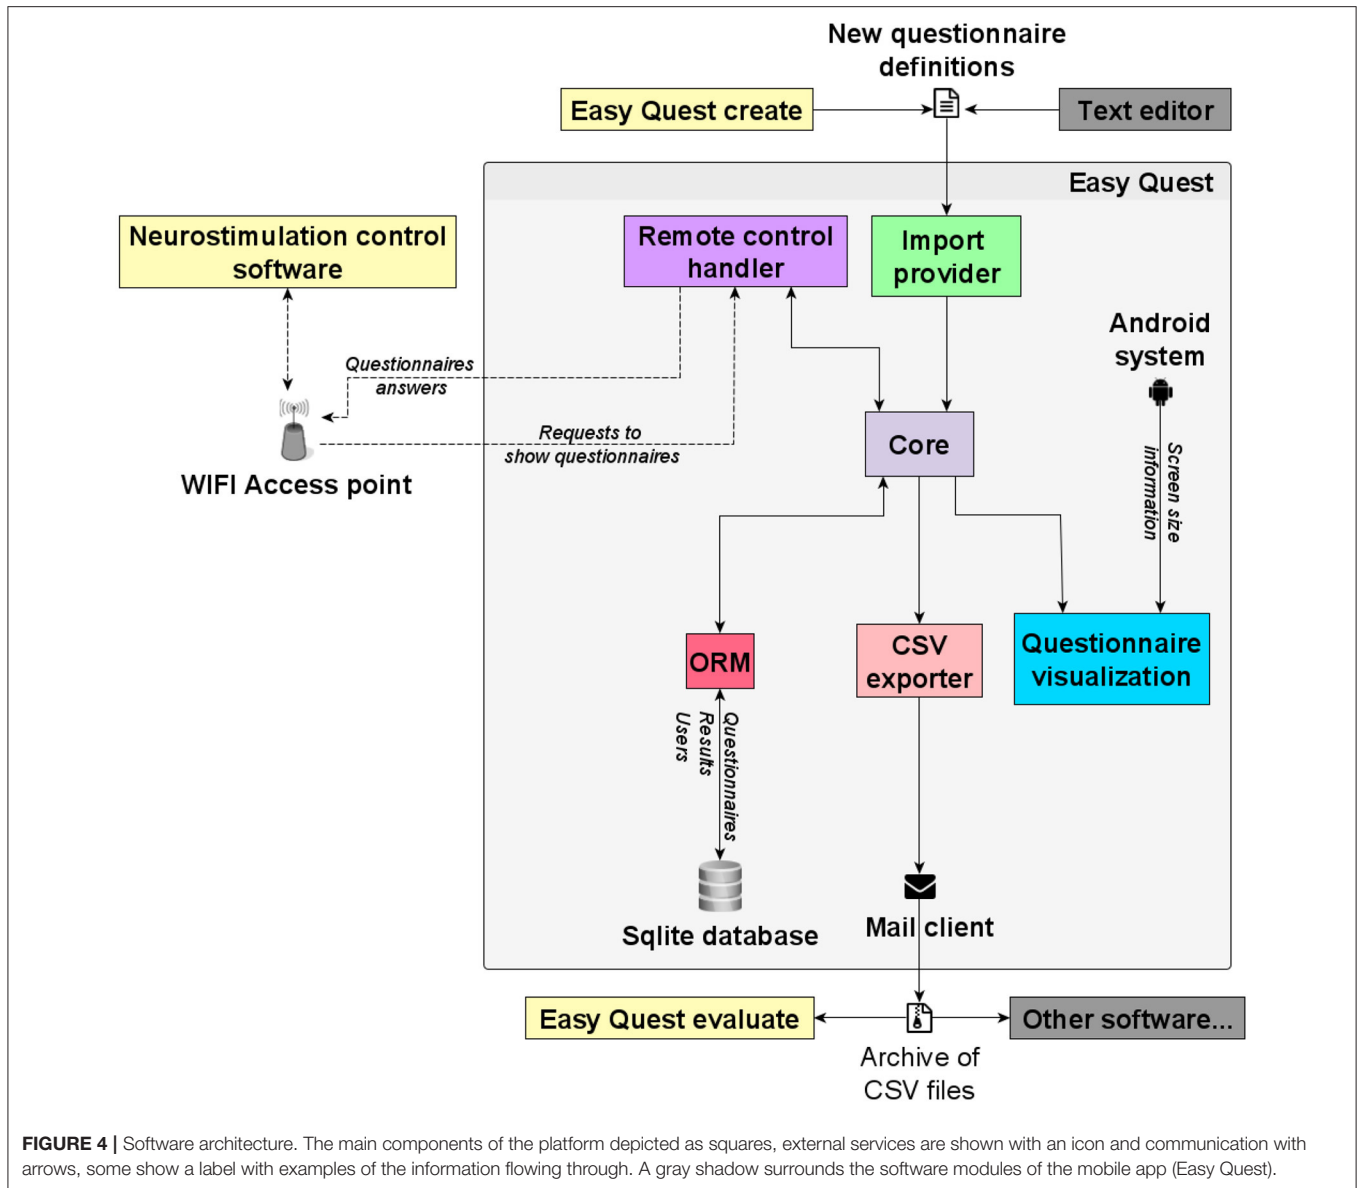 New questionnaire
definitions
Easy Quest create
Text editor
Easy Quest
Neurostimulation control
software
Remote control
handler
Import
provider
Android
system
Questionnaires
answers
Core
Requests to
show questionnaires
WIFI Access point
Screen size
information
ORM
CSV
exporter
Questionnaire
visualization
Questionnaires
Results
Users
Sqlite database
Mail client
Easy Quest evaluate
Other software...
Archive of
CSV files
FIGURE 4 | Software architecture. The main components of the platform depicted as squares, external services are shown with an icon and communication with
arrows, some show a label with examples of the information flowing through. A gray shadow surrounds the software modules of the mobile app (Easy Quest).